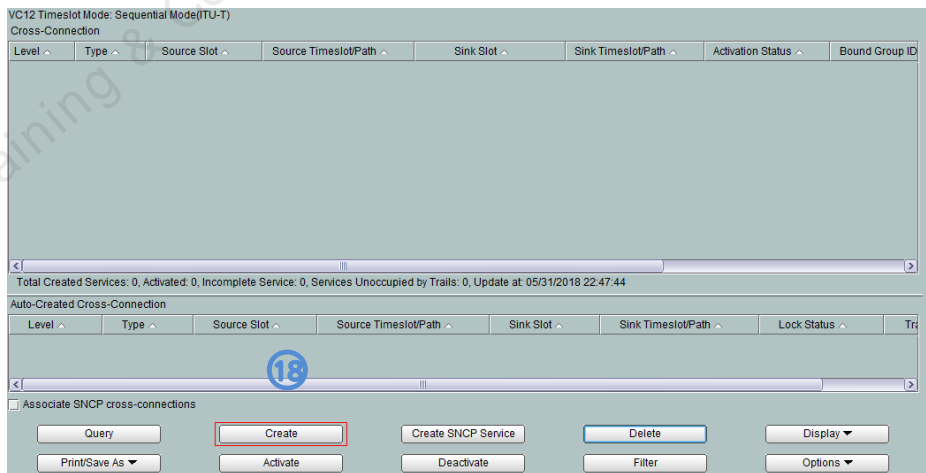 VC12 Timeslot Mode: Sequential Mode(ITU-T)
Cross-Connection
Level Type Source Slot Source Timeslot/Path Sink Slot Sink Timeslot/Path Activation Status Bound Group ID
Total Created Services: 0, Activated: 0, Incomplete Service: 0, Services Unoccupied by Trails: 0, Update at: 05/31/2018 22:47:44
Auto-Created Cross-Connection
Level Type Source Slot Source Timeslot/Path Sink Slot Sink Timeslot/Path Lock Status Tra
18
Associate SNCP cross-connections
Query Create Create SNCP Service Delete Display
Print/Save As Activate Deactivate Filter Options
aining & C